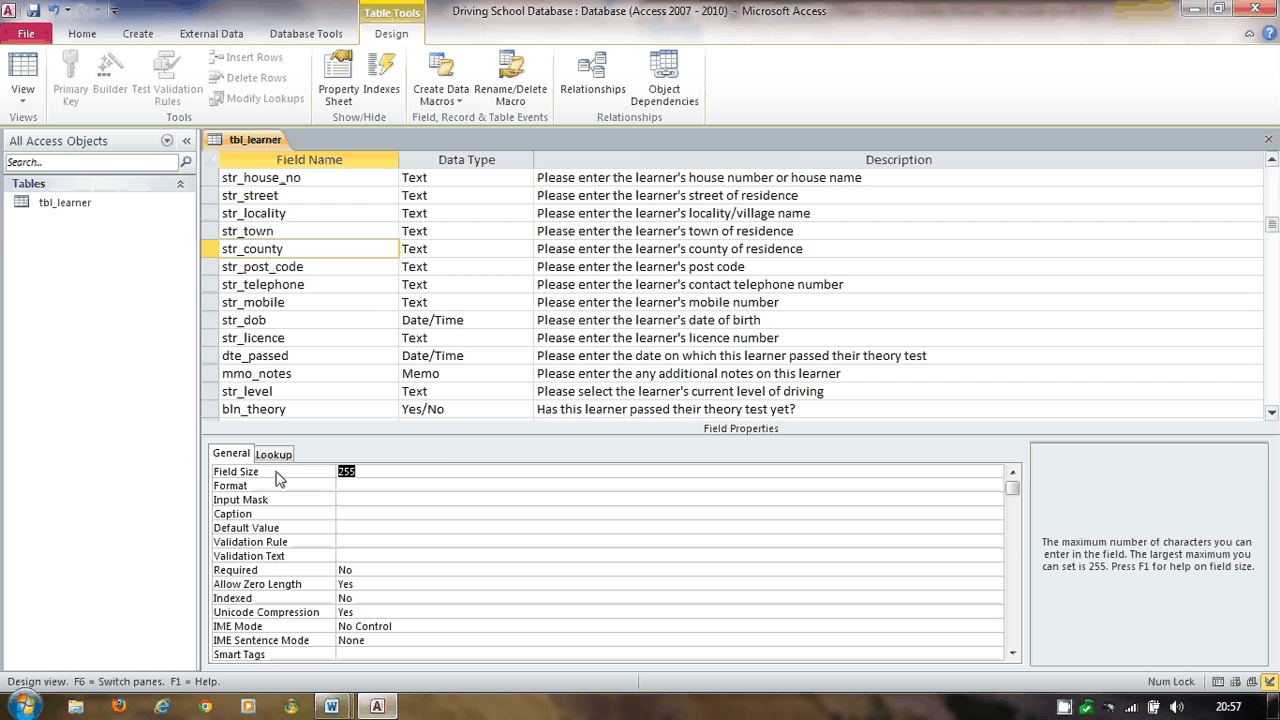 Table Tools
Driving School Database : Database (Access 2007 - 2010) - Microsoft Access
File Home Create External Data Database Tools Design
View
Primary Key
Builder
Test Validation Rules
Insert Rows
Delete Rows
Modify Lookups
Property Sheet
Indexes
Create Data Macros
Rename/Delete Macro
Relationships
Object Dependencies
Views Tools Show/Hide Field, Record & Table Events Relationships
All Access Objects
Search...
Tables
tbl_learner
tbl_learner
Field Name Data Type Description
str_house_no Text Please enter the learner's house number or house name
str_street Text Please enter the learner's street of residence
str_locality Text Please enter the learner's locality/village name
str_town Text Please enter the learner's town of residence
str_county Text Please enter the learner's county of residence
str_post_code Text Please enter the learner's post code
str_telephone Text Please enter the learner's contact telephone number
str_mobile Text Please enter the learner's mobile number
str_dob Date/Time Please enter the learner's date of birth
str_licence Text Please enter the learner's licence number
dte_passed Date/Time Please enter the date on which this learner passed their theory test
mmo_notes Memo Please enter the any additional notes on this learner
str_level Text Please select the learner's current level of driving
bln_theory Yes/No Has this learner passed their theory test yet?
Field Properties
General Lookup
Field Size 255
Format
Input Mask
Caption
Default Value
Validation Rule
Validation Text
Required No
Allow Zero Length Yes
Indexed No
Unicode Compression Yes
IME Mode No Control
IME Sentence Mode None
Smart Tags
The maximum number of characters you can
enter in the field. The largest maximum you
can set is 255. Press F1 for help on field size.
Design view. F6 = Switch panes. F1 = Help.
Num Lock
20:57